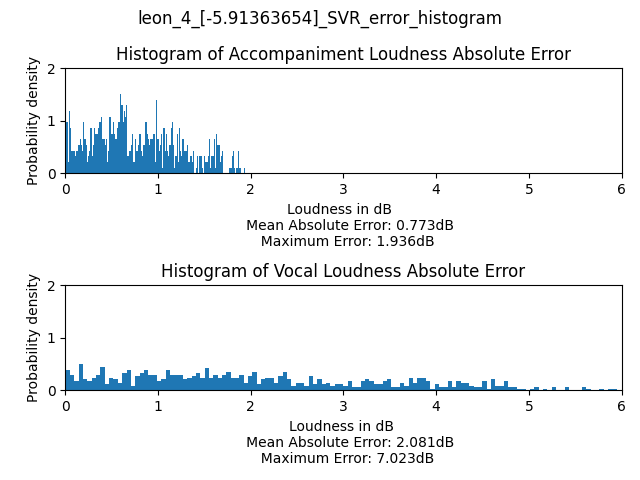 leon_4_[-5.91363654]_SVR_error_histogram
Histogram of Accompaniment Loudness Absolute Error
Probability density
2
1
0
0 1 2 3 4 5 6
Loudness in dB
Mean Absolute Error: 0.773dB
Maximum Error: 1.936dB
Histogram of Vocal Loudness Absolute Error
Probability density
2
1
0
0 1 2 3 4 5 6
Loudness in dB
Mean Absolute Error: 2.081dB
Maximum Error: 7.023dB